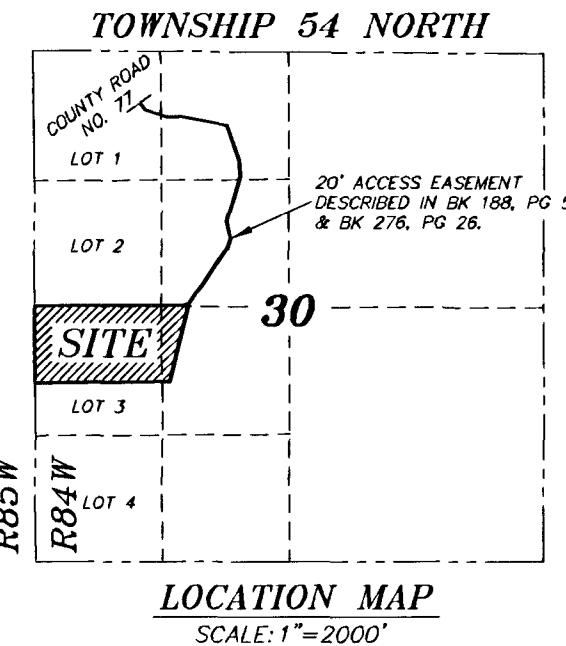 TOWNSHIP 54 NORTH
COUNTY ROAD
NO. 77
LOT 1
20' ACCESS EASEMENT
DESCRIBED IN BK 188, PG 5
& BK 276, PG 26.
LOT 2
30
SITE
LOT 3
R85W
R84W
LOT 4
LOCATION MAP
SCALE: 1"=2000'